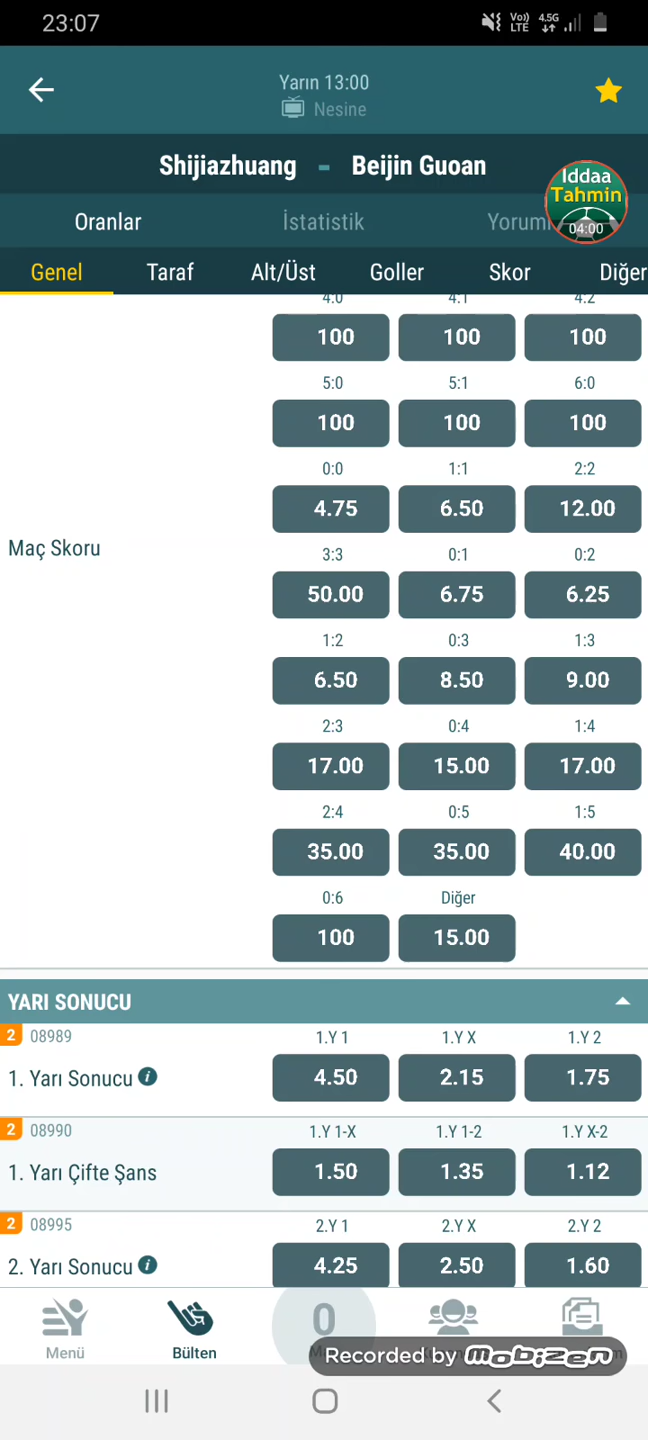 23:07
Vo))
LTE
4.5G
Yarın 13:00
Nesine
Shijiazhuang - Beijin Guoan
Iddaa
Tahmin
04:00
Oranlar İstatistik Yoruml
Genel Taraf Alt/Üst Goller Skor Diğer
4:0 4:1 4:2
100 100 100
5:0 5:1 6:0
100 100 100
0:0 1:1 2:2
4.75 6.50 12.00
Maç Skoru
3:3 0:1 0:2
50.00 6.75 6.25
1:2 0:3 1:3
6.50 8.50 9.00
2:3 0:4 1:4
17.00 15.00 17.00
2:4 0:5 1:5
35.00 35.00 40.00
0:6 Diğer
100 15.00
YARI SONUCU
2 08989 1.Y 1 1.Y X 1.Y 2
1. Yarı Sonucu i 4.50 2.15 1.75
2 08990 1.Y 1-X 1.Y 1-2 1.Y X-2
1. Yarı Çifte Şans 1.50 1.35 1.12
2 08995 2.Y 1 2.Y X 2.Y 2
2. Yarı Sonucu i 4.25 2.50 1.60
0
Menü Bülten
Recorded by mobizen